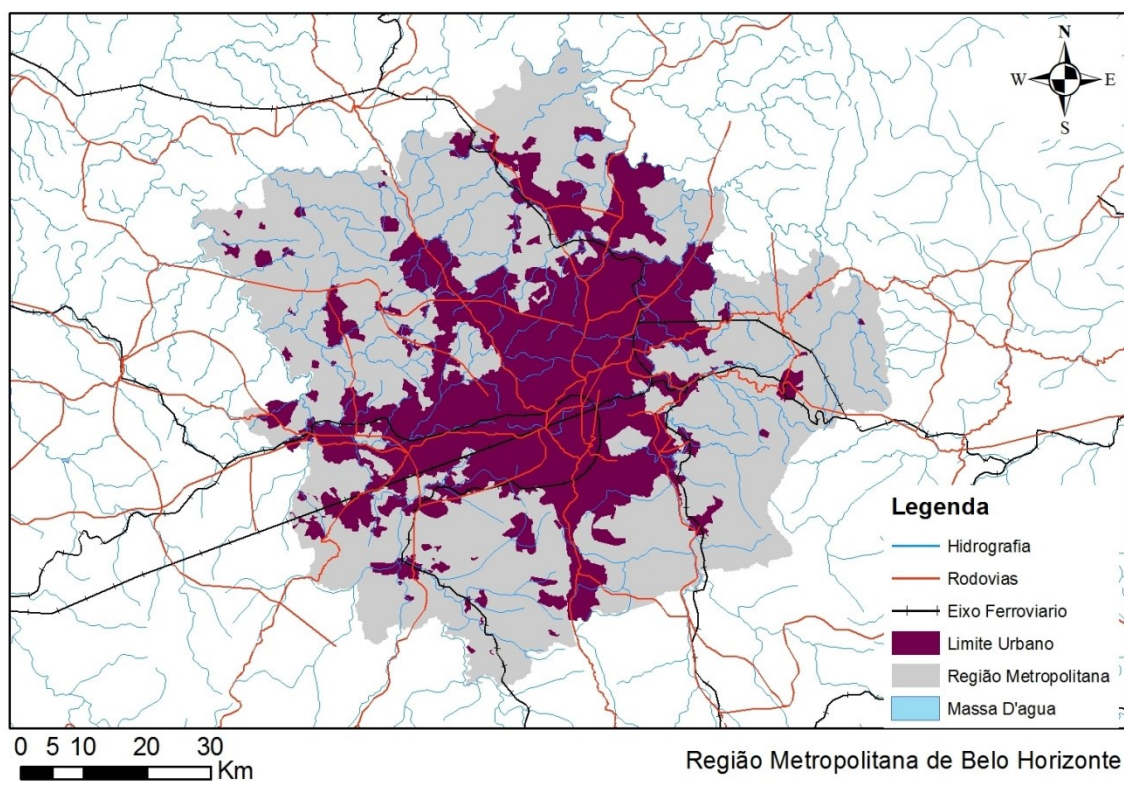 N
W E
S
Legenda
Hidrografia
Rodovias
Eixo Ferroviario
Limite Urbano
Região Metropolitana
Massa D'agua
0 5 10 20 30
Km
Região Metropolitana de Belo Horizonte